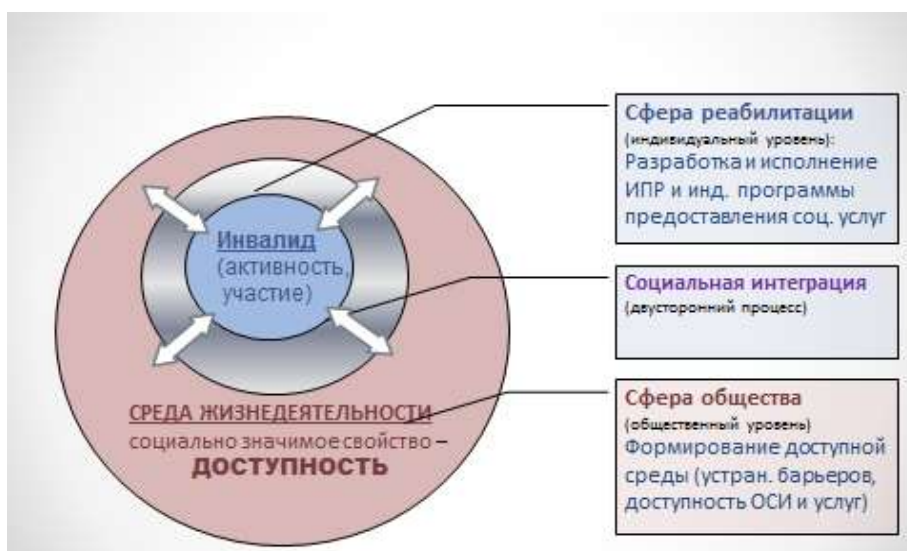 Инвалид
(активность,
участие)
СРЕДА ЖИЗНЕДЕЯТЕЛЬНОСТИ
социально значимое свойство –
ДОСТУПНОСТЬ
Сфера реабилитации
(индивидуальный уровень):
Разработка и исполнение
ИПР и инд. программы
предоставления соц. услуг
Социальная интеграция
(двусторонний процесс)
Сфера общества
(общественный уровень)
Формирование доступной
среды (устран. барьеров,
доступность ОСИ и услуг)